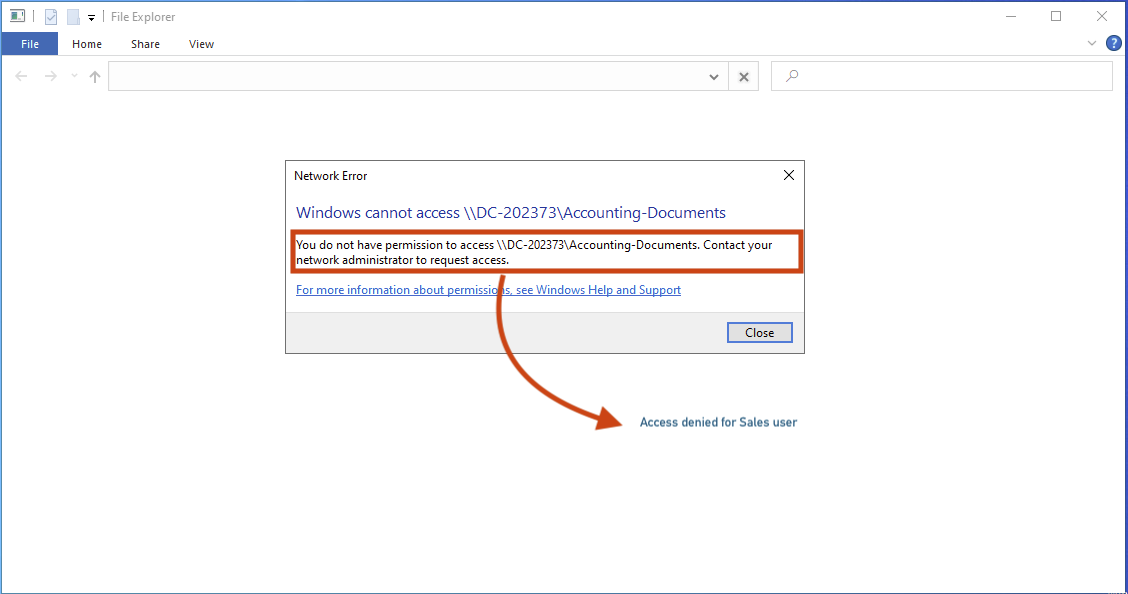 File Explorer
File Home Share View
?
Network Error
Windows cannot access \\DC-202373\Accounting-Documents
You do not have permission to access \\DC-202373\Accounting-Documents. Contact your
network administrator to request access.
For more information about permissions, see Windows Help and Support
Close
Access denied for Sales user